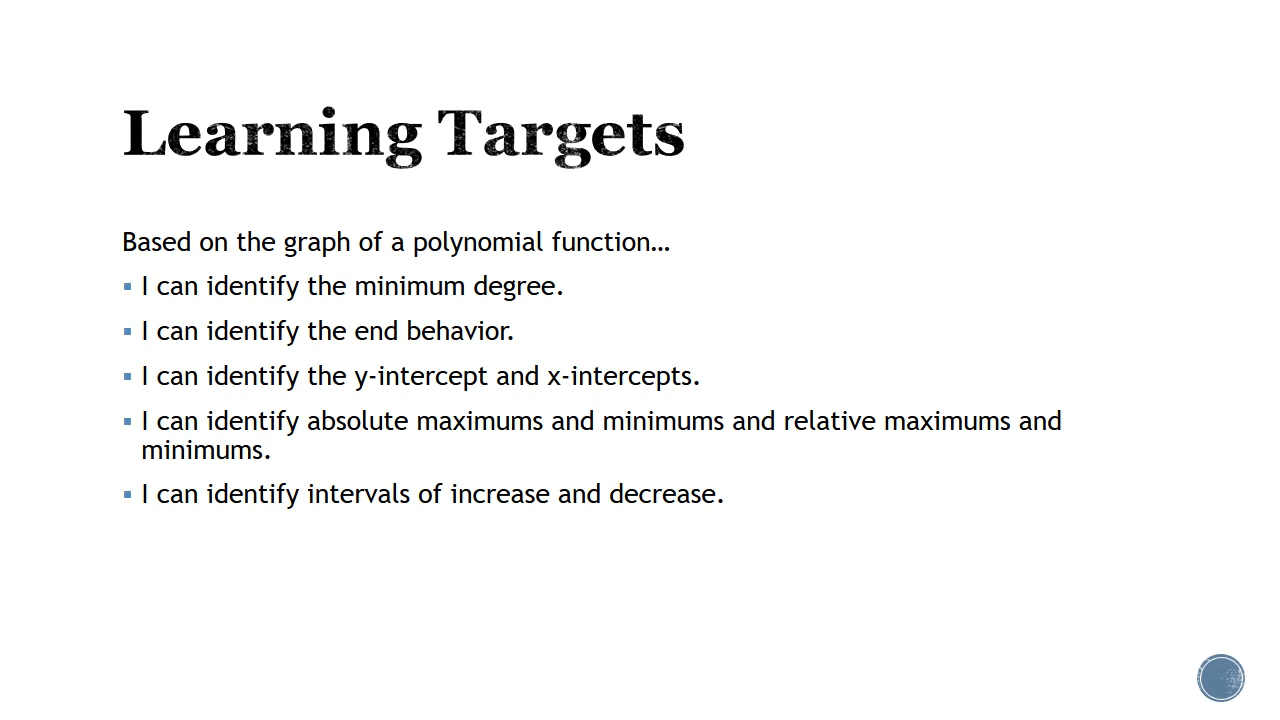 Learning Targets
Based on the graph of a polynomial function…
▪ I can identify the minimum degree.
▪ I can identify the end behavior.
▪ I can identify the y-intercept and x-intercepts.
▪ I can identify absolute maximums and minimums and relative maximums and
minimums.
▪ I can identify intervals of increase and decrease.